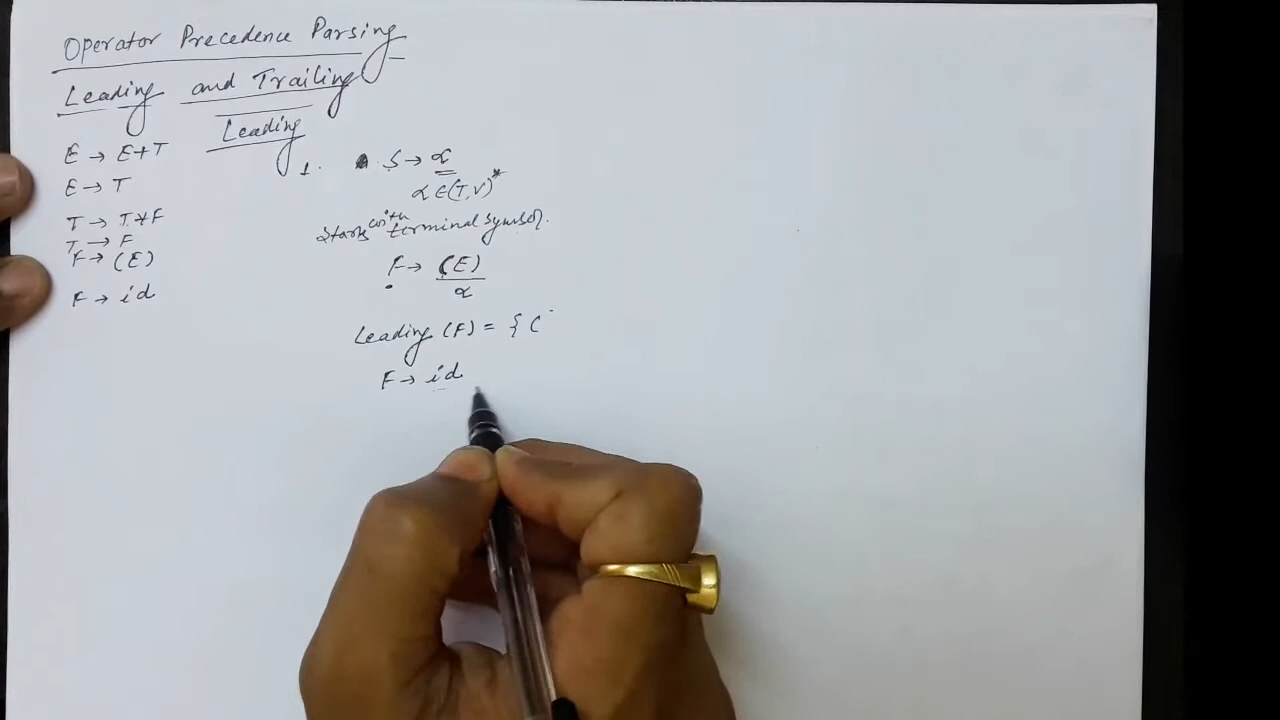 Operator Precedence Parsing
Leading and Trailing
Leading
E → E+T
E → T
T → T*F
T → F
F → (E)
F → id
1. S → α
α ∈ (T,V)*
starts with terminal symbol.
F → (E)
α
Leading (F) = { (
F → id